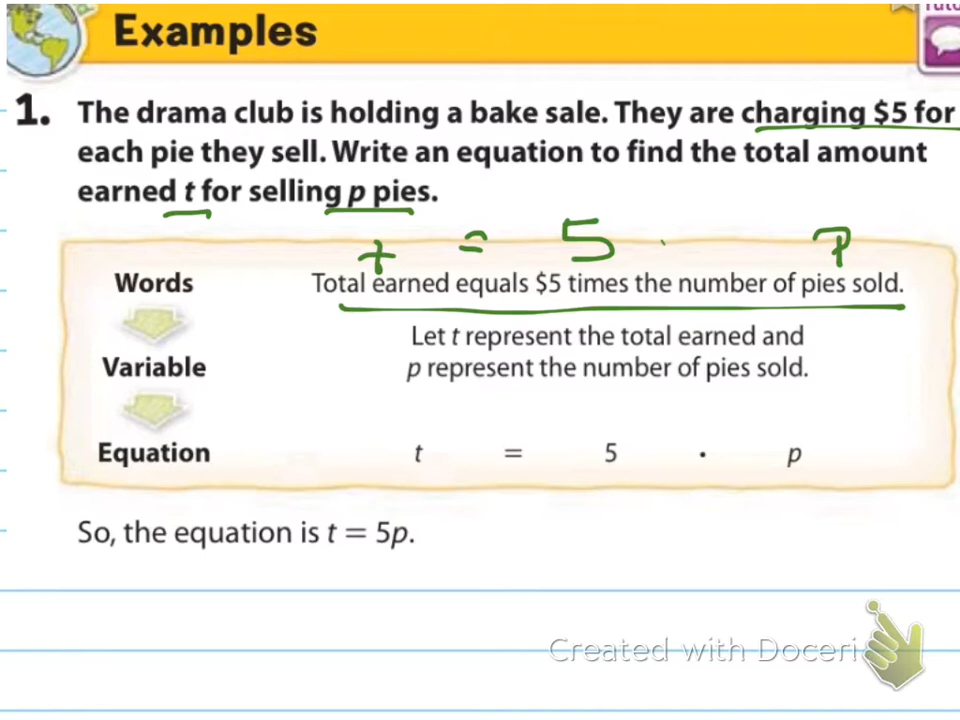 Tuto
Examples
1. The drama club is holding a bake sale. They are charging $5 for
each pie they sell. Write an equation to find the total amount
earned t for selling p pies.
t = 5 · p
Words Total earned equals $5 times the number of pies sold.
Let t represent the total earned and
Variable p represent the number of pies sold.
Equation t = 5 · p
So, the equation is t = 5p.
Created with Doceri